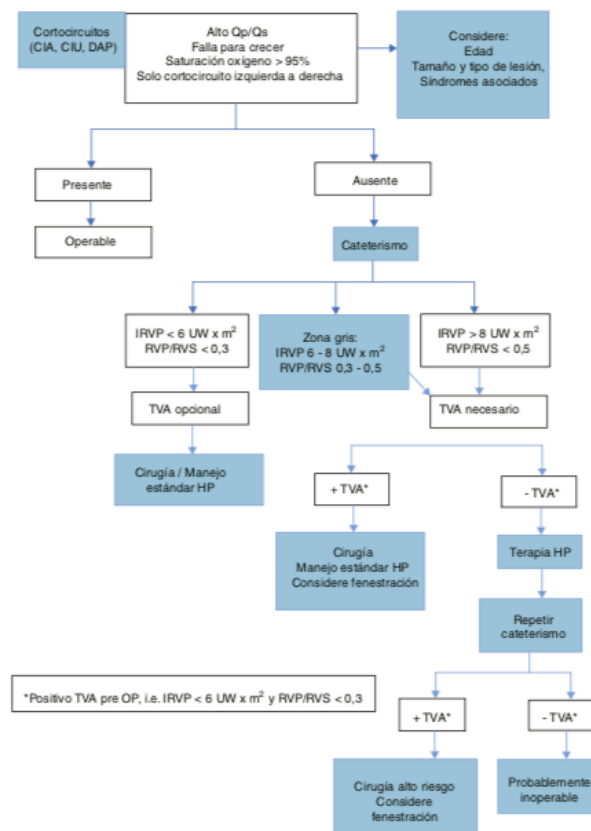 Cortocircuitos
(CIA, CIU, DAP)
Alto Qp/Qs
Falla para crecer
Saturación oxígeno > 95%
Solo cortocircuito izquierda a derecha
Considere:
Edad
Tamaño y tipo de lesión,
Síndromes asociados
Presente
Ausente
Operable
Cateterismo
IRVP < 6 UW x m²
RVP/RVS < 0,3
Zona gris:
IRVP 6 - 8 UW x m²
RVP/RVS 0,3 - 0,5
IRVP > 8 UW x m²
RVP/RVS < 0,5
TVA opcional
TVA necesario
Cirugía / Manejo
estándar HP
+ TVA*
- TVA*
Cirugía
Manejo estándar HP
Considere fenestración
Terapia HP
Repetir
cateterismo
*Positivo TVA pre OP, i.e. IRVP < 6 UW x m² y RVP/RVS < 0,3
+ TVA*
- TVA*
Cirugía alto riesgo
Considere
fenestración
Probablemente
inoperable